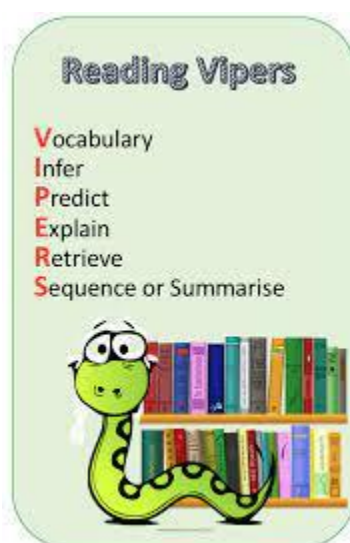 Reading Vipers
Vocabulary
Infer
Predict
Explain
Retrieve
Sequence or Summarise